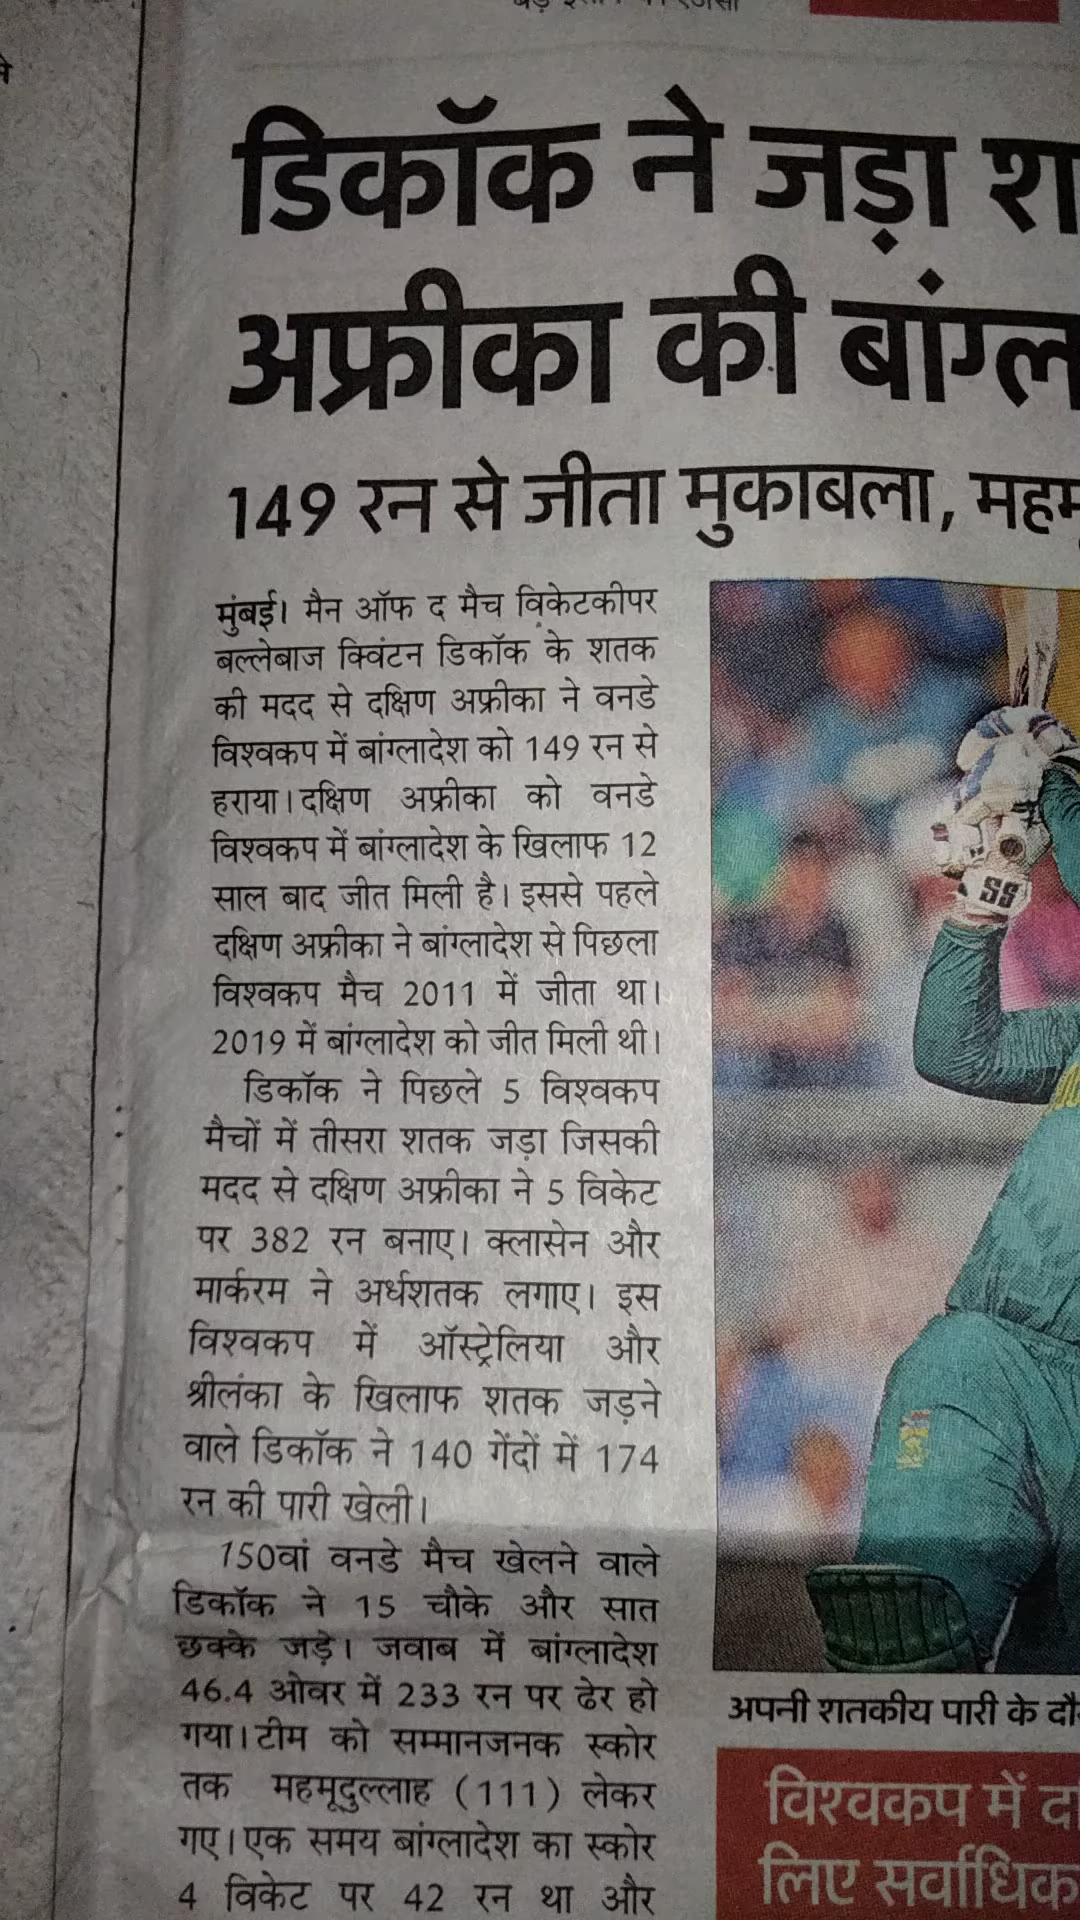 डिकॉक ने जड़ा
अफ्रीका की
149 रन से जीता मुकाबला,
मुंबई। मैन ऑफ द मैच विकेटकीपर
बल्लेबाज क्विंटन डिकॉक के शतक
की मदद से दक्षिण अफ्रीका ने वनडे
विश्वकप में बांग्लादेश को 149 रन से
हराया। दक्षिण अफ्रीका को वनडे
विश्वकप में बांग्लादेश के खिलाफ 12
साल बाद जीत मिली है। इससे पहले
दक्षिण अफ्रीका ने बांग्लादेश से पिछला
विश्वकप मैच 2011 में जीता था।
2019 में बांग्लादेश को जीत मिली थी।
डिकॉक ने पिछले 5 विश्वकप
मैचों में तीसरा शतक जड़ा जिसकी
मदद से दक्षिण अफ्रीका ने 5 विकेट
पर 382 रन बनाए। क्लासेन और
मार्करम ने अर्धशतक लगाए। इस
विश्वकप में ऑस्ट्रेलिया और
श्रीलंका के खिलाफ शतक जड़ने
वाले डिकॉक ने 140 गेंदों में 174
रन की पारी खेली।
150वां वनडे मैच खेलने वाले
डिकॉक ने 15 चौके और सात
छक्के जड़े। जवाब में बांग्लादेश
46.4 ओवर में 233 रन पर ढेर हो
गया। टीम को सम्मानजनक स्कोर
तक महमूदुल्लाह (111) लेकर
गए। एक समय बांग्लादेश का स्कोर
4 विकेट पर 42 रन था और
SS
अपनी शतकीय पारी के
विश्वकप में
लिए सर्वाधिक